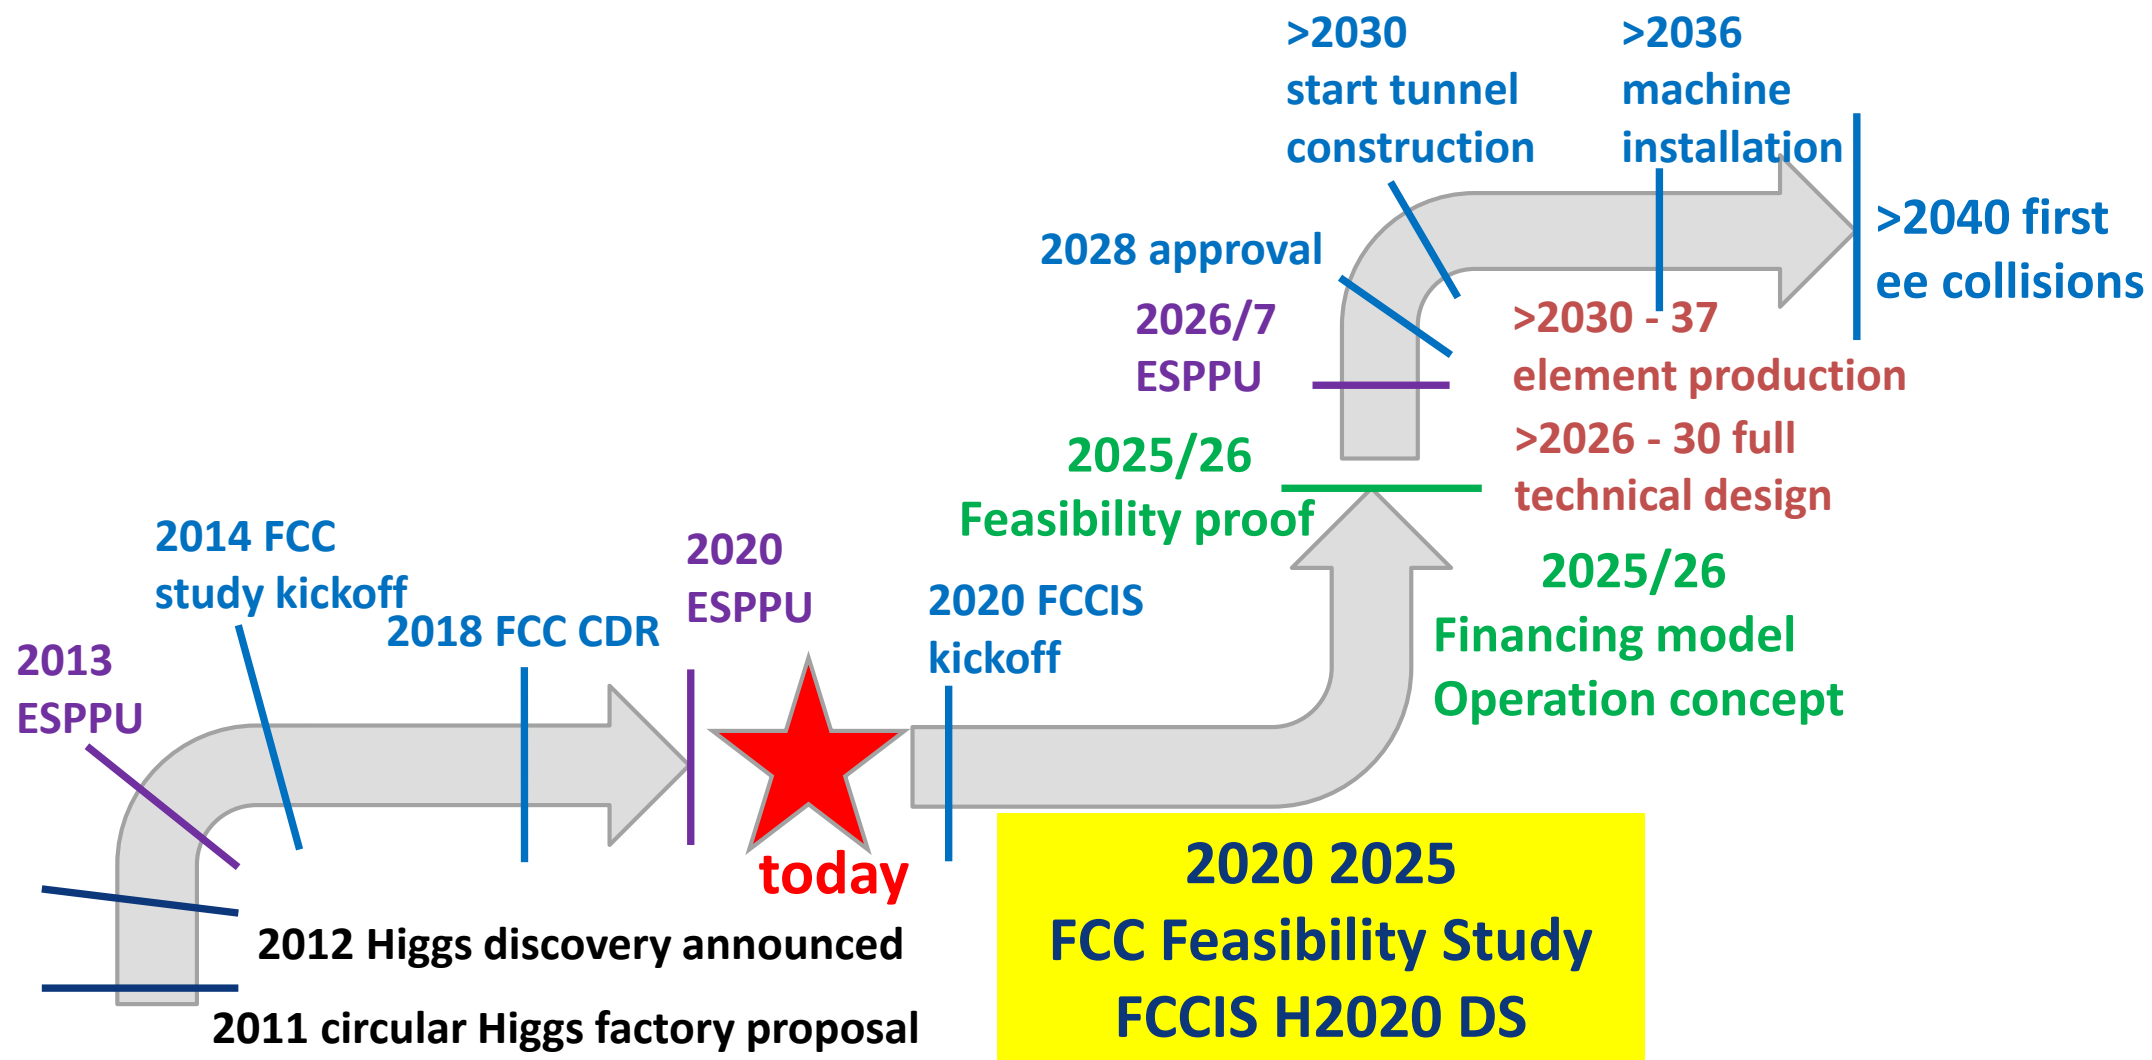 >2030
start tunnel
construction
>2036
machine
installation
>2040 first
ee collisions
2028 approval
2026/7
ESPPU
>2030 - 37
element production
>2026 - 30 full
technical design
2025/26
Feasibility proof
2025/26
Financing model
Operation concept
2014 FCC
study kickoff
2018 FCC CDR
2020
ESPPU
2020 FCCIS
kickoff
2013
ESPPU
today
2012 Higgs discovery announced
2011 circular Higgs factory proposal
2020 2025
FCC Feasibility Study
FCCIS H2020 DS